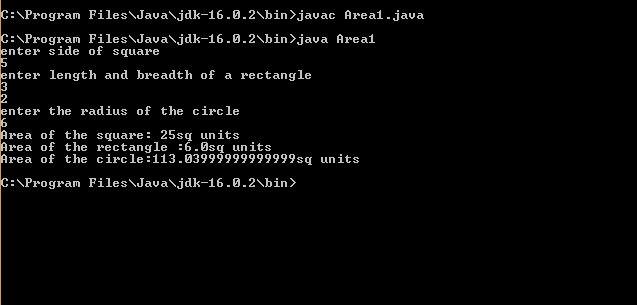 C:\Program Files\Java\jdk-16.0.2\bin>javac Area1.java
C:\Program Files\Java\jdk-16.0.2\bin>java Area1
enter side of square
5
enter length and breadth of a rectangle
3
2
enter the radius of the circle
6
Area of the square: 25sq units
Area of the rectangle :6.0sq units
Area of the circle:113.03999999999999sq units
C:\Program Files\Java\jdk-16.0.2\bin>